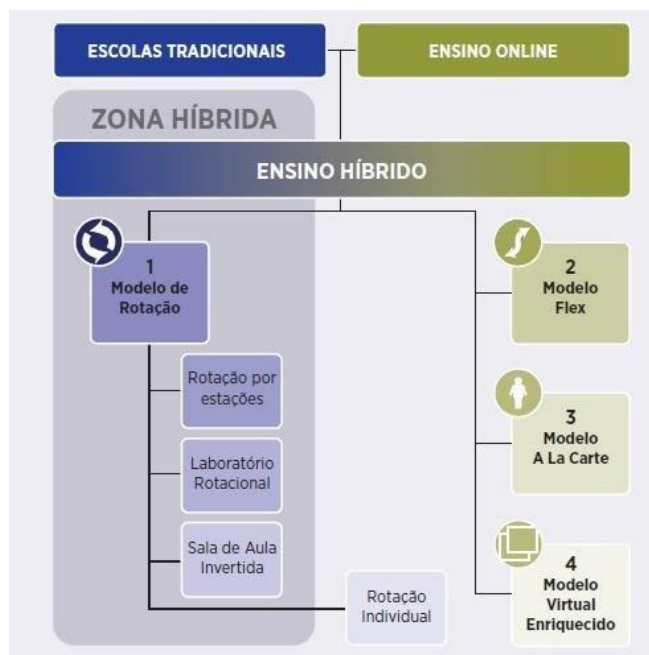 ESCOLAS TRADICIONAIS
ENSINO ONLINE
ZONA HÍBRIDA
ENSINO HÍBRIDO
1
Modelo de
Rotação
Rotação por
estações
Laboratório
Rotacional
Sala de Aula
Invertida
Rotação
Individual
2
Modelo
Flex
3
Modelo
A La Carte
4
Modelo
Virtual
Enriquecido